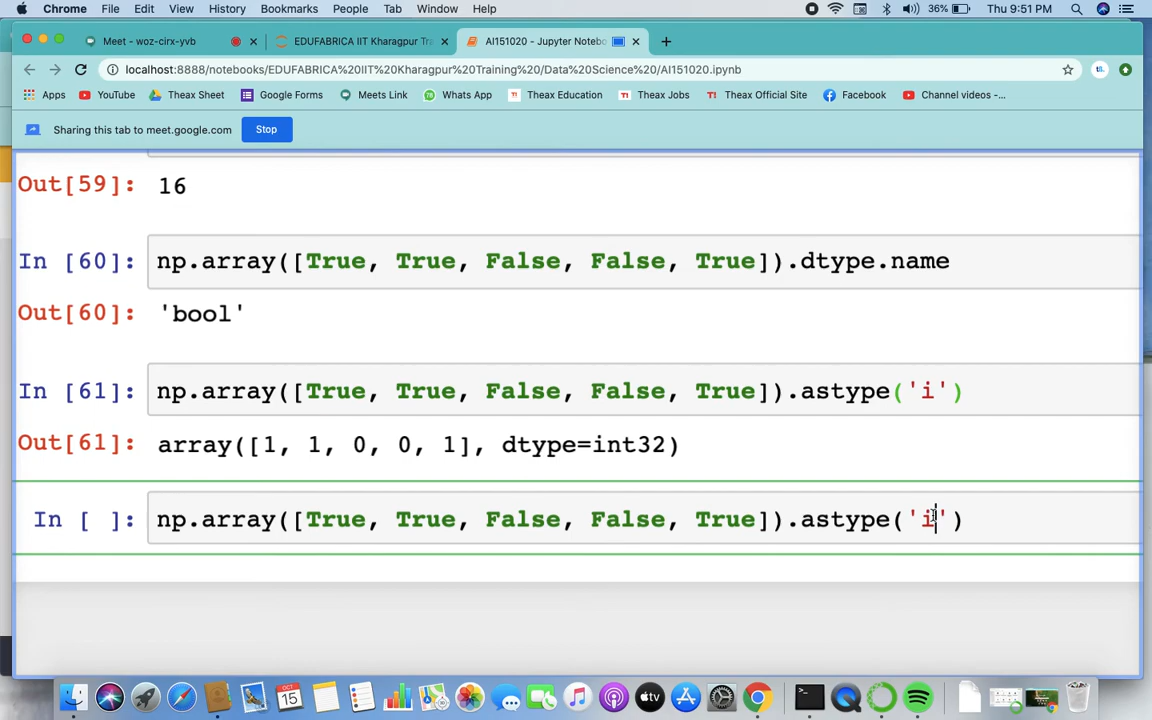 Chrome File Edit View History Bookmarks People Tab Window Help 36% Thu 9:51 PM
Meet - woz-cirx-yvb EDUFABRICA IIT Kharagpur Tra AI151020 - Jupyter Notebo
localhost:8888/notebooks/EDUFABRICA%20IIT%20Kharagpur%20Training%20/Data%20Science%20/AI151020.ipynb
Apps YouTube Theax Sheet Google Forms Meets Link Whats App Theax Education Theax Jobs Theax Official Site Facebook Channel videos -...
Sharing this tab to meet.google.com Stop
Out[59]: 16
In [60]: np.array([True, True, False, False, True]).dtype.name
Out[60]: 'bool'
In [61]: np.array([True, True, False, False, True]).astype('i')
Out[61]: array([1, 1, 0, 0, 1], dtype=int32)
In [ ]: np.array([True, True, False, False, True]).astype('i')
OCT
15
tv